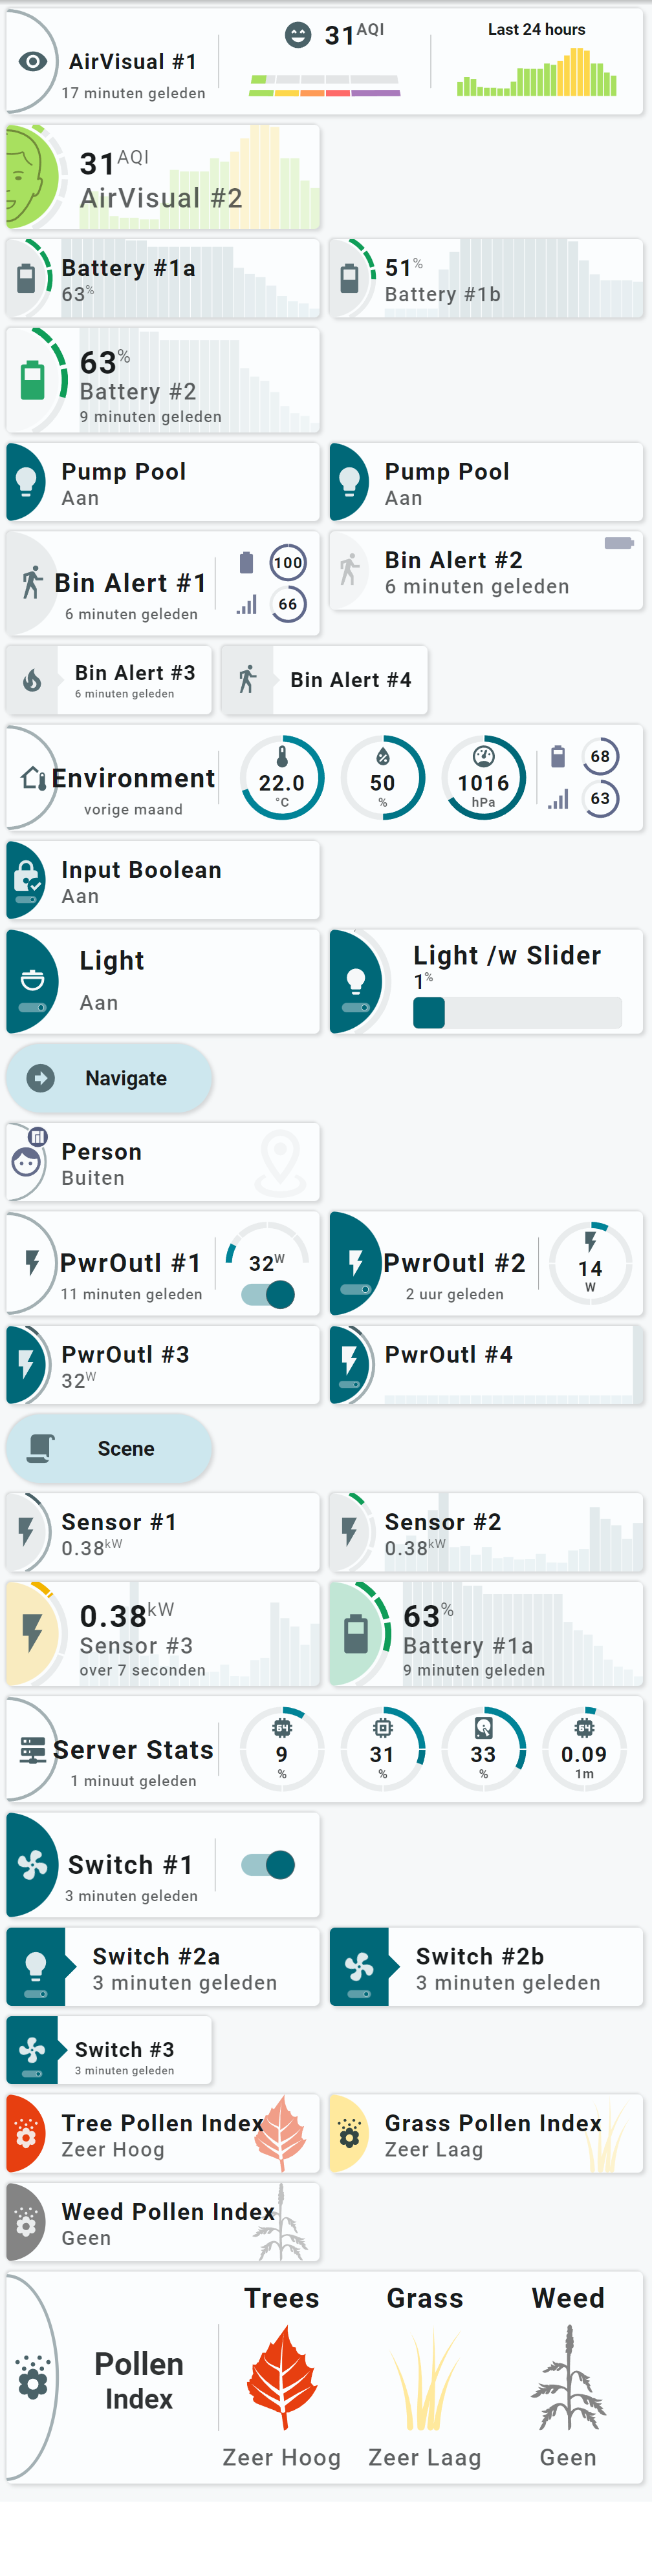 AirVisual #1
17 minuten geleden
31 AQI
Last 24 hours
31 AQI
AirVisual #2
Battery #1a
63%
51%
Battery #1b
63%
Battery #2
9 minuten geleden
Pump Pool
Aan
Pump Pool
Aan
Bin Alert #1
6 minuten geleden
100
66
Bin Alert #2
6 minuten geleden
Bin Alert #3
6 minuten geleden
Bin Alert #4
Environment
vorige maand
22.0
°C
50
%
1016
hPa
68
63
Input Boolean
Aan
Light
Aan
Light /w Slider
1%
Navigate
Person
Buiten
PwrOutl #1
11 minuten geleden
32W
PwrOutl #2
2 uur geleden
14
W
PwrOutl #3
32W
PwrOutl #4
Scene
Sensor #1
0.38kW
Sensor #2
0.38kW
0.38kW
Sensor #3
over 7 seconden
63%
Battery #1a
9 minuten geleden
Server Stats
1 minuut geleden
64
9
%
31
%
33
%
64
0.09
1m
Switch #1
3 minuten geleden
Switch #2a
3 minuten geleden
Switch #2b
3 minuten geleden
Switch #3
3 minuten geleden
Tree Pollen Index
Zeer Hoog
Grass Pollen Index
Zeer Laag
Weed Pollen Index
Geen
Pollen
Index
Trees
Grass
Weed
Zeer Hoog
Zeer Laag
Geen